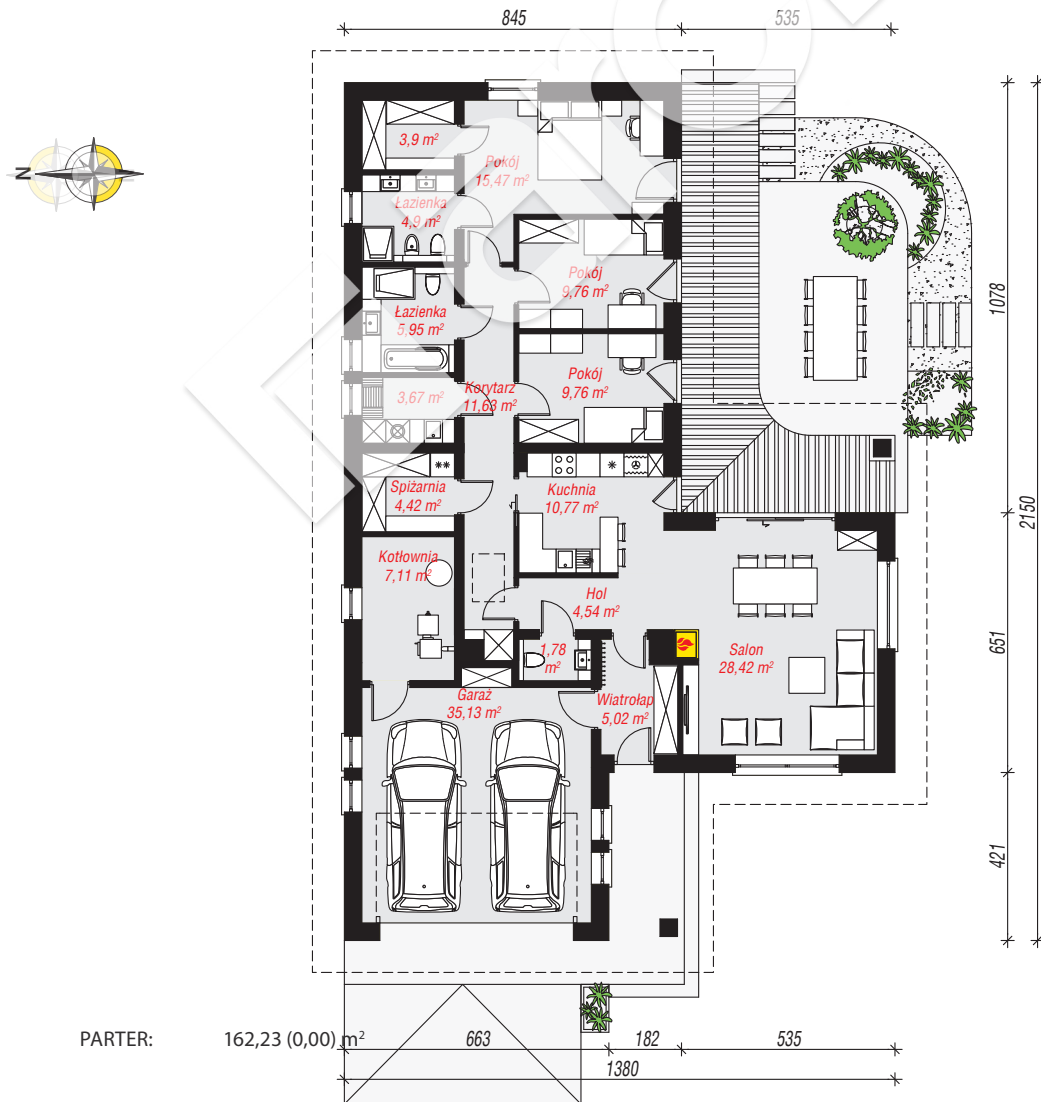 845
535
N
3,9 m²
Pokój
15,47 m²
Łazienka
4,9 m²
Pokój
9,76 m²
Łazienka
5,95 m²
Pokój
9,76 m²
3,67 m²
Korytarz
11,63 m²
Spiżarnia
4,42 m²
Kuchnia
10,77 m²
Kotłownia
7,11 m²
Hol
4,54 m²
1,78
m²
Salon
28,42 m²
Garaż
35,13 m²
Wiatrołap
5,02 m²
1078
2150
651
421
PARTER: 162,23 (0,00) m²
663
182
535
1380